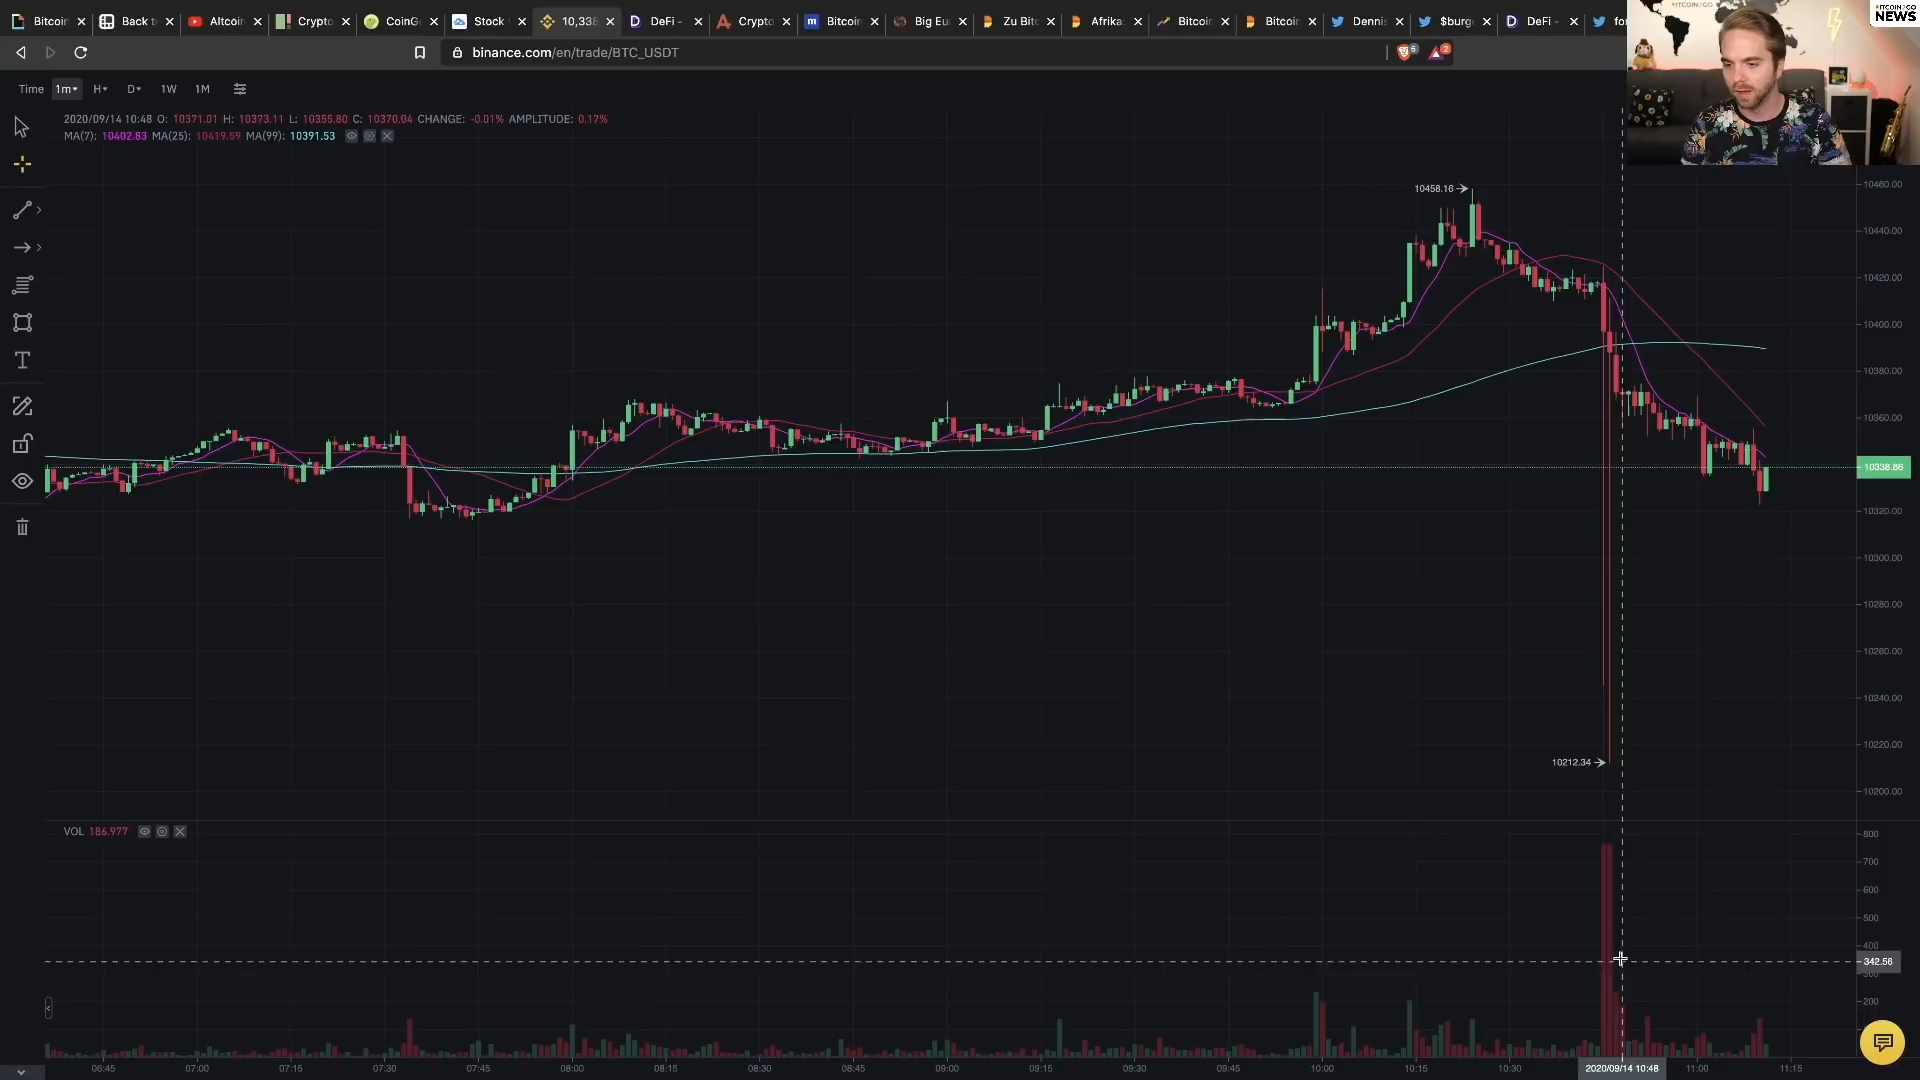 Bitcoin
Back t
Altcoin
Crypto
CoinGe
Stock
10,338
DeFi -
Crypto
Bitcoin
Big Eu
Zu Bitc
Afrika:
Bitcoin
Bitcoin
Dennis
$burg
DeFi -
for
BITCOIN2GO
NEWS
binance.com/en/trade/BTC_USDT
6
2
Time 1m H D 1W 1M
2020/09/14 10:48 O: 10371.01 H: 10373.11 L: 10355.80 C: 10370.04 CHANGE: -0.01% AMPLITUDE: 0.17%
MA(7): 10402.83 MA(25): 10419.59 MA(99): 10391.53
10458.16
10460.00
10440.00
10420.00
10400.00
10380.00
10360.00
10338.86
10320.00
10300.00
10280.00
10260.00
10240.00
10220.00
10212.34
10200.00
VOL 186.977
800
700
600
500
400
342.56
300
200
06:45 07:00 07:15 07:30 07:45 08:00 08:15 08:30 08:45 09:00 09:15 09:30 09:45 10:00 10:15 10:30 2020/09/14 10:48 11:00 11:15